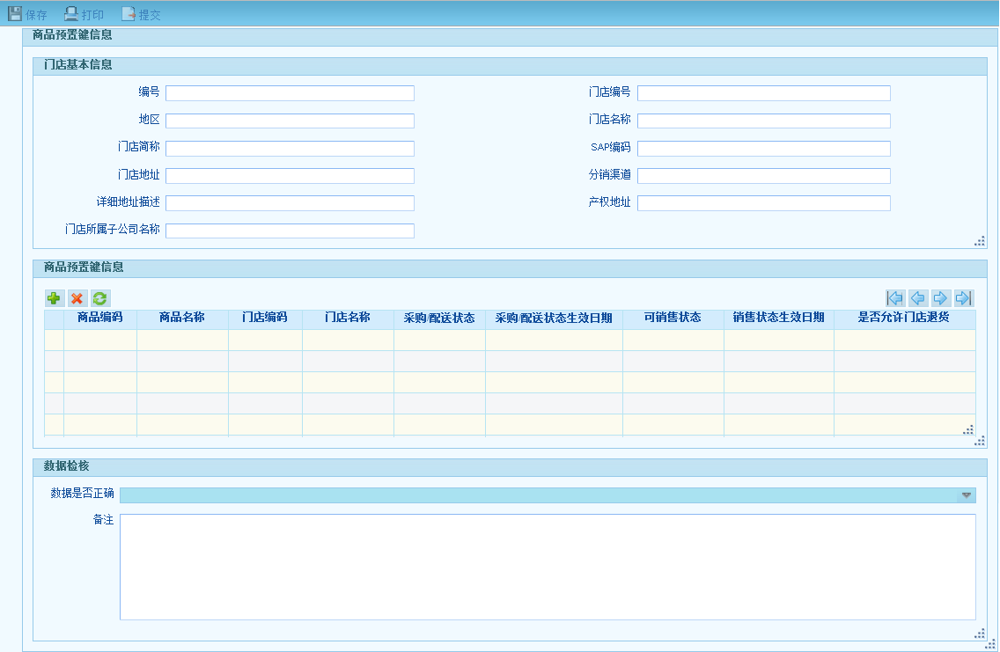 保存 打印 提交
商品预置键信息
门店基本信息
编号 门店编号
地区 门店名称
门店简称 SAP编码
门店地址 分销渠道
详细地址描述 产权地址
门店所属子公司名称
商品预置键信息
商品编码 商品名称 门店编码 门店名称 采购/配送状态 采购/配送状态生效日期 可销售状态 销售状态生效日期 是否允许门店退货
数据检核
数据是否正确
备注